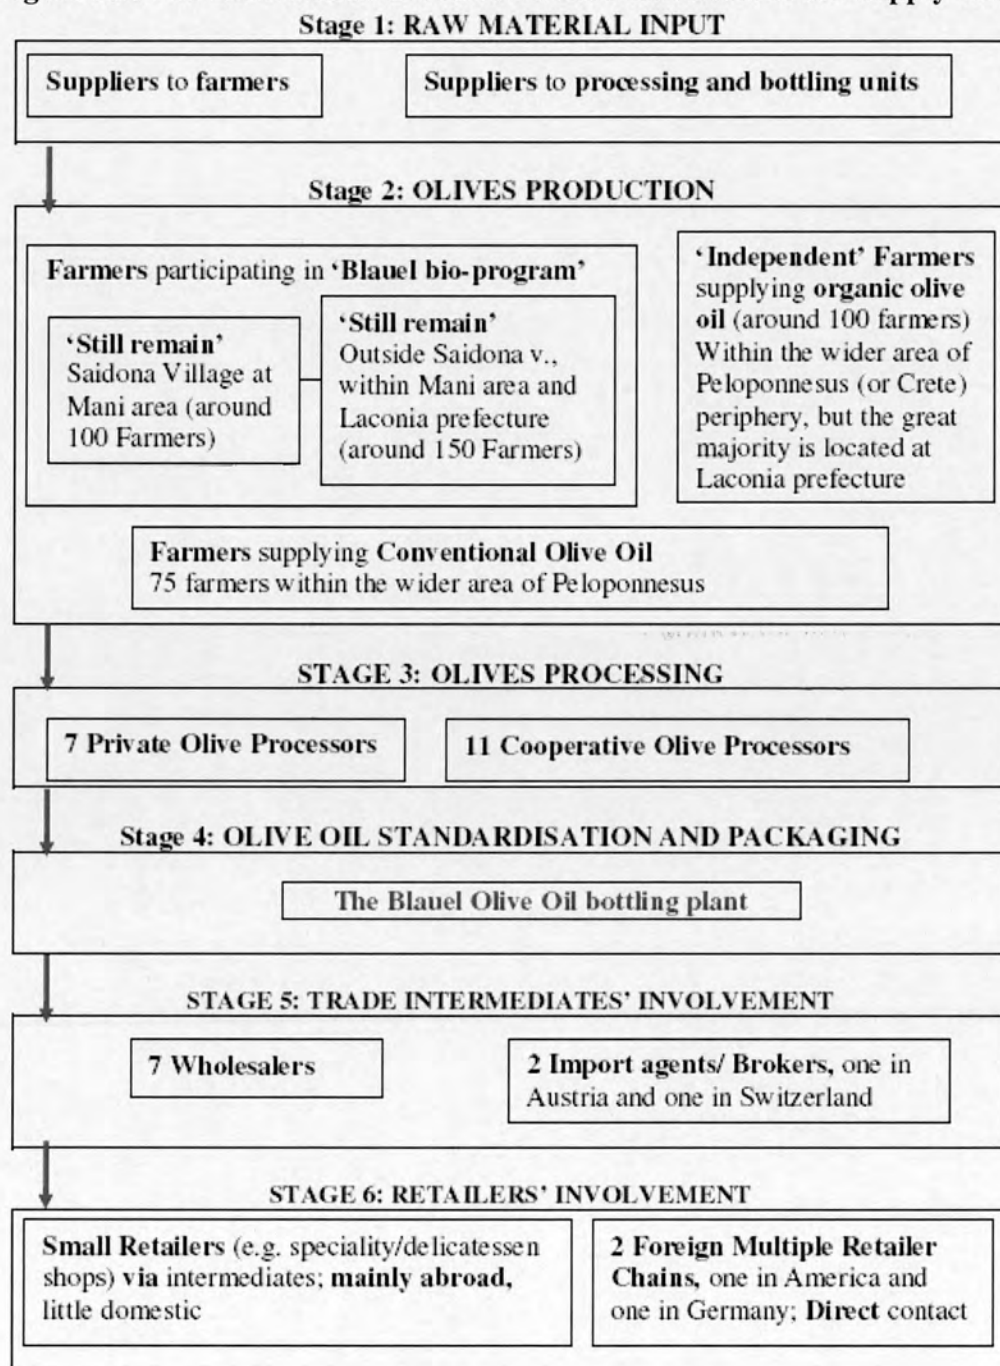 Stage 1: RAW MATERIAL INPUT
Suppliers to farmers
Suppliers to processing and bottling units
Stage 2: OLIVES PRODUCTION
Farmers participating in ‘Blauel bio-program’
‘Still remain’
Saidona Village at
Mani area (around
100 Farmers)
‘Still remain’
Outside Saidona v.,
within Mani area and
Laconia prefecture
(around 150 Farmers)
‘Independent’ Farmers
supplying organic olive
oil (around 100 farmers)
Within the wider area of
Peloponnesus (or Crete)
periphery, but the great
majority is located at
Laconia prefecture
Farmers supplying Conventional Olive Oil
75 farmers within the wider area of Peloponnesus
STAGE 3: OLIVES PROCESSING
7 Private Olive Processors
11 Cooperative Olive Processors
Stage 4: OLIVE OIL STANDARDISATION AND PACKAGING
The Blauel Olive Oil bottling plant
STAGE 5: TRADE INTERMEDIATES’ INVOLVEMENT
7 Wholesalers
2 Import agents/ Brokers, one in
Austria and one in Switzerland
STAGE 6: RETAILERS’ INVOLVEMENT
Small Retailers (e.g. speciality/delicatessen
shops) via intermediates; mainly abroad,
little domestic
2 Foreign Multiple Retailer
Chains, one in America and
one in Germany; Direct contact